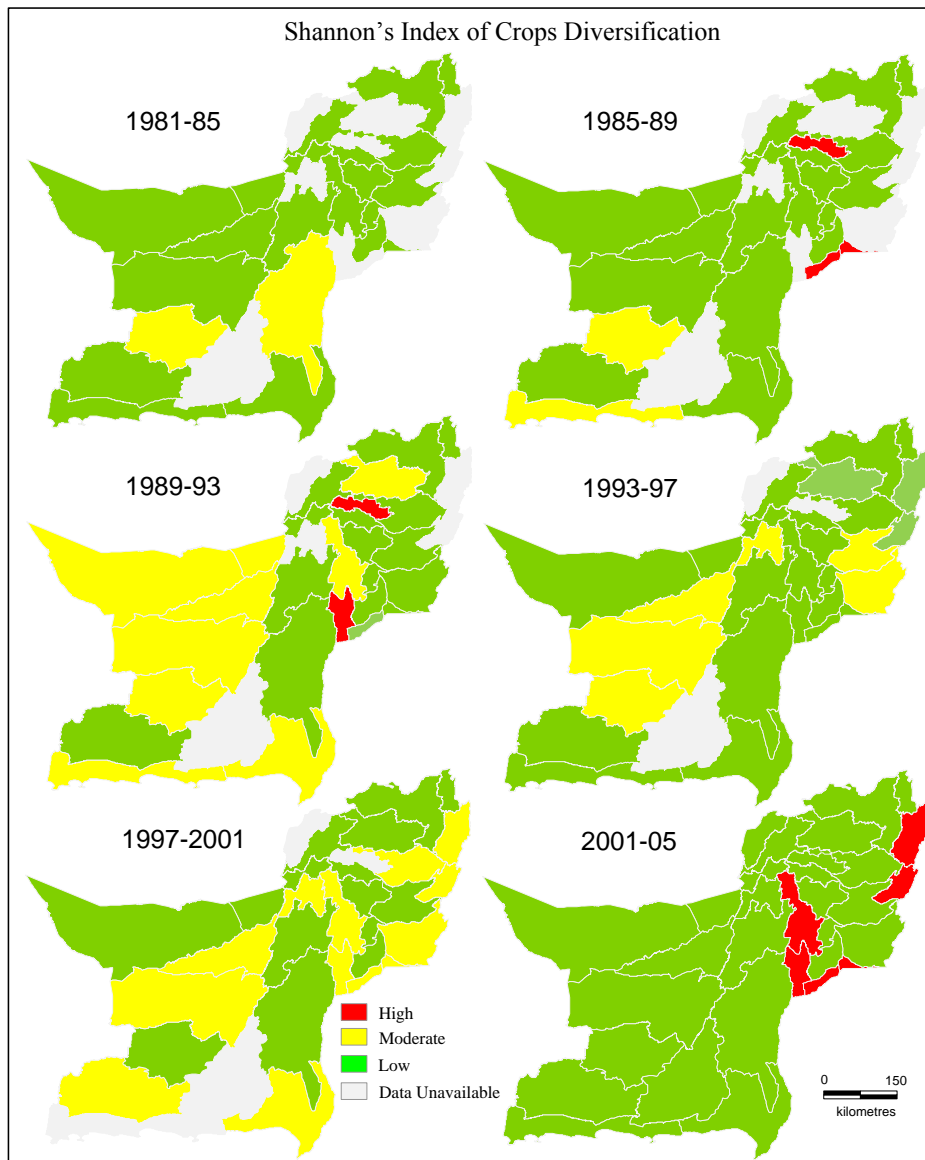 Shannon's Index of Crops Diversification
1981-85
1985-89
1989-93
1993-97
1997-2001
2001-05
High
Moderate
Low
Data Unavailable
0 150
kilometres